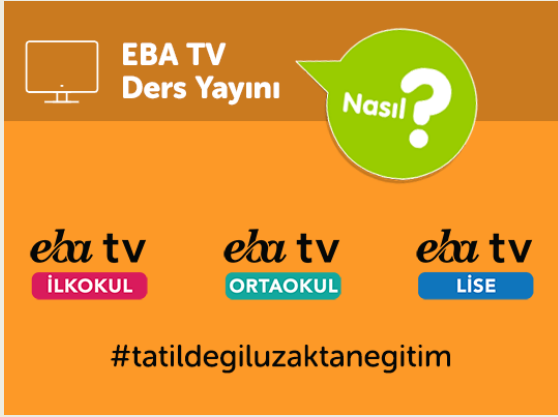 EBA TV
Ders Yayını
Nasıl?
eba tv
İLKOKUL
eba tv
ORTAOKUL
eba tv
LİSE
#tatildegiluzaktanegitim